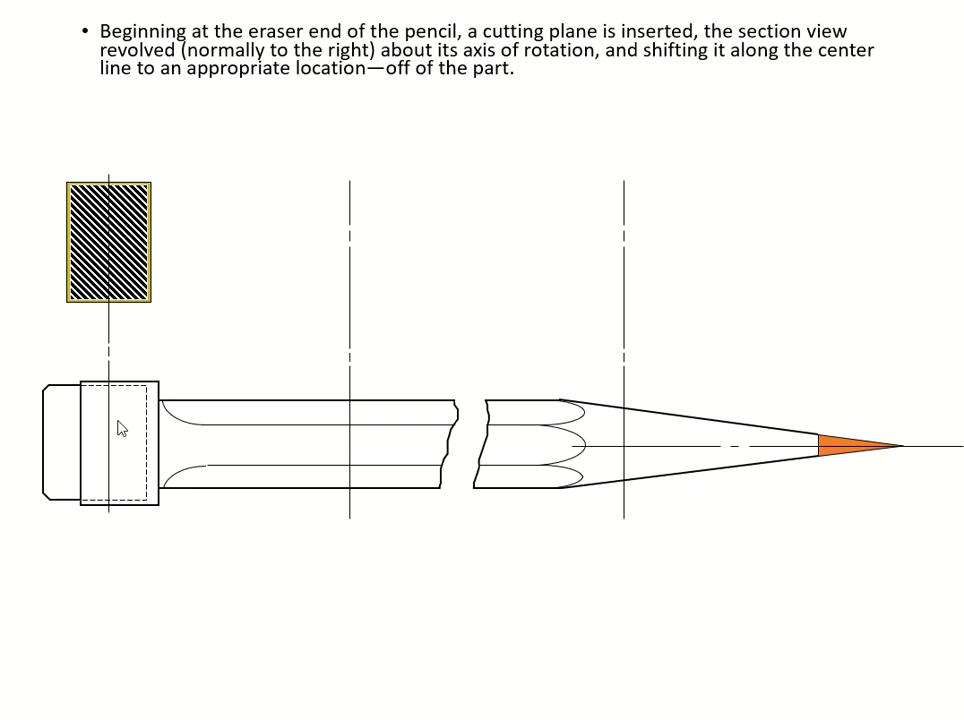 • Beginning at the eraser end of the pencil, a cutting plane is inserted, the section view
revolved (normally to the right) about its axis of rotation, and shifting it along the center
line to an appropriate location—off of the part.